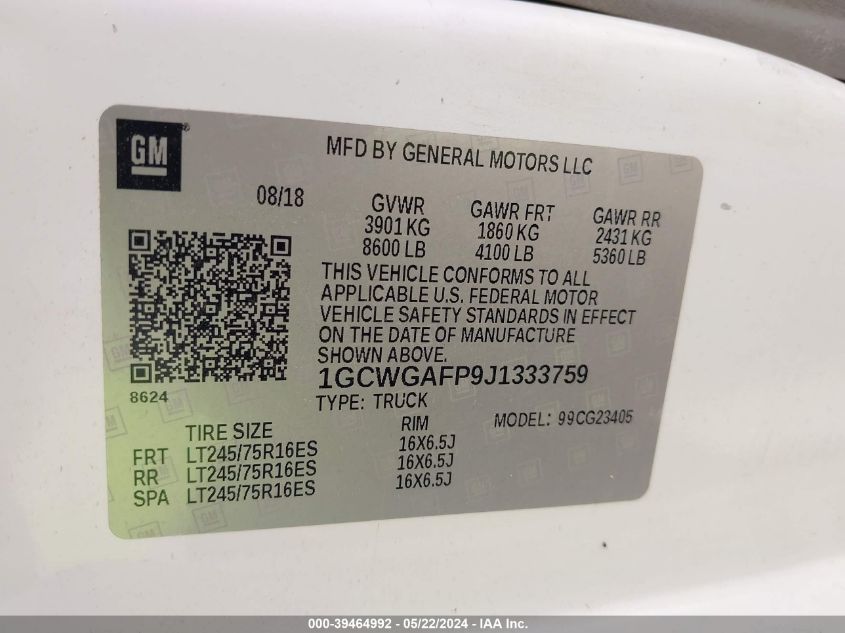 GM
MFD BY GENERAL MOTORS LLC
08/18
GVWR GAWR FRT GAWR RR
3901 KG 1860 KG 2431 KG
8600 LB 4100 LB 5360 LB
THIS VEHICLE CONFORMS TO ALL
APPLICABLE U.S. FEDERAL MOTOR
VEHICLE SAFETY STANDARDS IN EFFECT
ON THE DATE OF MANUFACTURE
SHOWN ABOVE.
1GCWGAFP9J1333759
8624
TYPE: TRUCK
MODEL: 99CG23405
TIRE SIZE RIM
FRT LT245/75R16ES 16X6.5J
RR LT245/75R16ES 16X6.5J
SPA LT245/75R16ES 16X6.5J
000-39464992 - 05/22/2024 - IAA Inc.